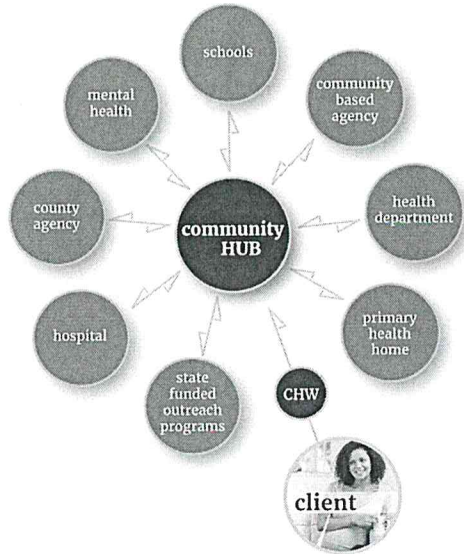 schools
mental
health
community
based
agency
county
agency
community
HUB
health
department
hospital
primary
health
home
state
funded
outreach
programs
CHW
client